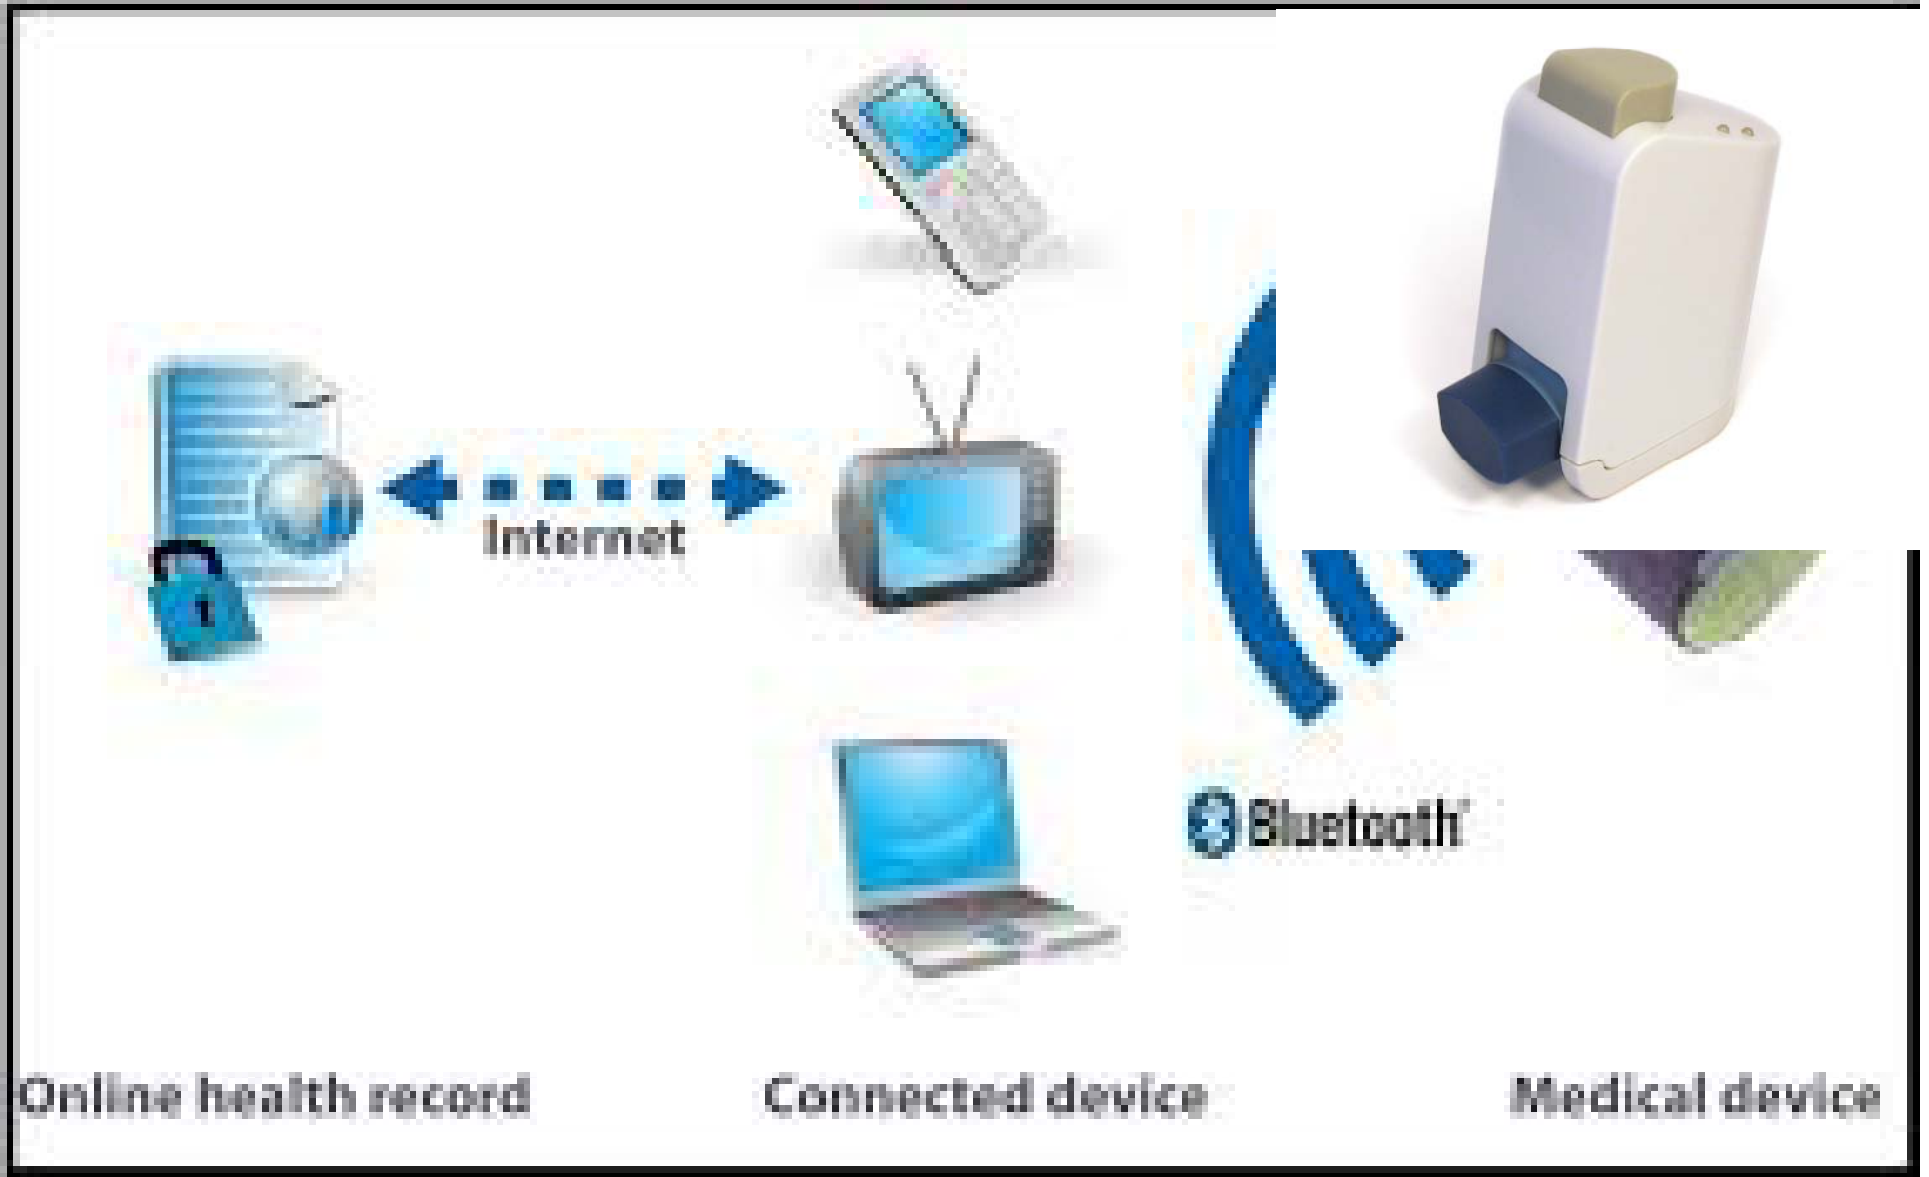 Internet
Bluetooth
Online health record
Connected device
Medical device